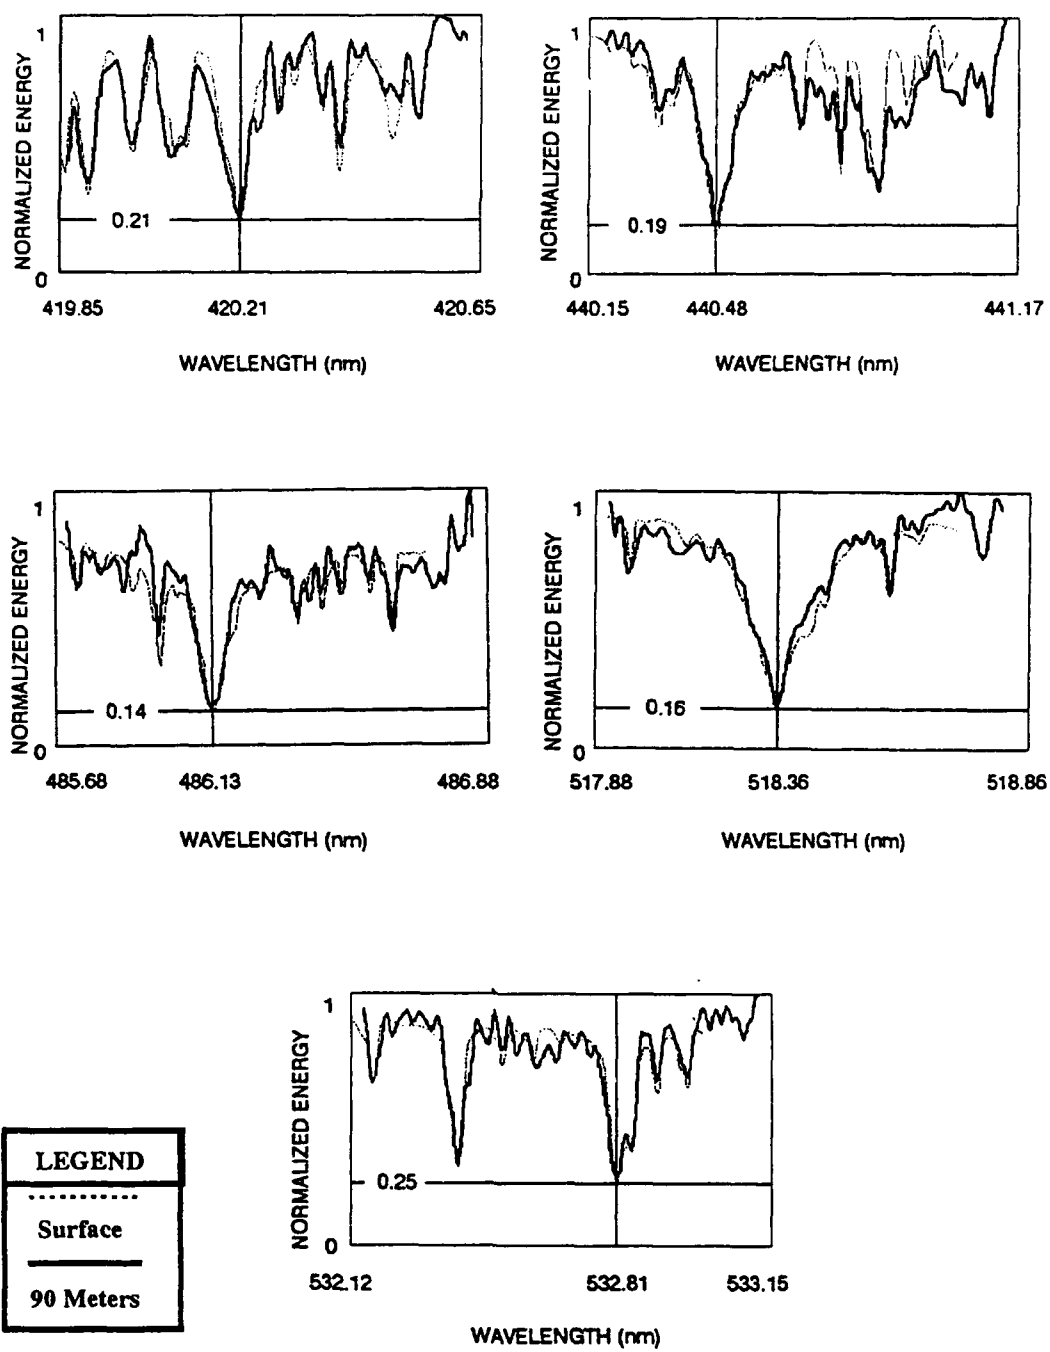 1
NORMALIZED ENERGY
0.21
0
419.85 420.21 420.65
WAVELENGTH (nm)
1
NORMALIZED ENERGY
0.19
0
440.15 440.48 441.17
WAVELENGTH (nm)
1
NORMALIZED ENERGY
0.14
0
485.68 486.13 486.88
WAVELENGTH (nm)
1
NORMALIZED ENERGY
0.16
0
517.88 518.36 518.86
WAVELENGTH (nm)
1
NORMALIZED ENERGY
0.25
0
532.12 532.81 533.15
WAVELENGTH (nm)
LEGEND
Surface
90 Meters